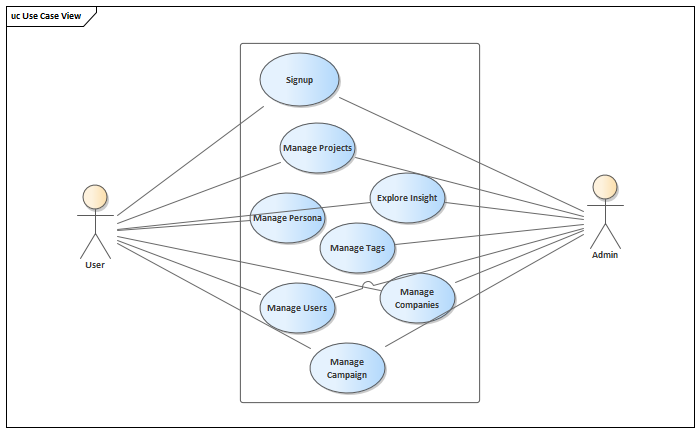 uc Use Case View
Signup
Manage Projects
Explore Insight
Manage Persona
Manage Tags
User
Admin
Manage Users
Manage
Companies
Manage
Campaign